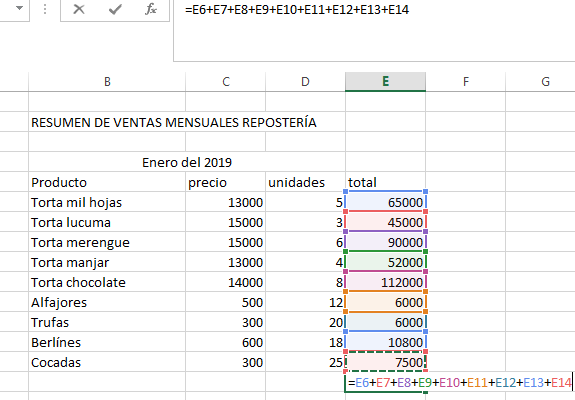 fx =E6+E7+E8+E9+E10+E11+E12+E13+E14
B C D E F G
RESUMEN DE VENTAS MENSUALES REPOSTERÍA
Enero del 2019
Producto precio unidades total
Torta mil hojas 13000 5 65000
Torta lucuma 15000 3 45000
Torta merengue 15000 6 90000
Torta manjar 13000 4 52000
Torta chocolate 14000 8 112000
Alfajores 500 12 6000
Trufas 300 20 6000
Berlínes 600 18 10800
Cocadas 300 25 7500
=E6+E7+E8+E9+E10+E11+E12+E13+E14